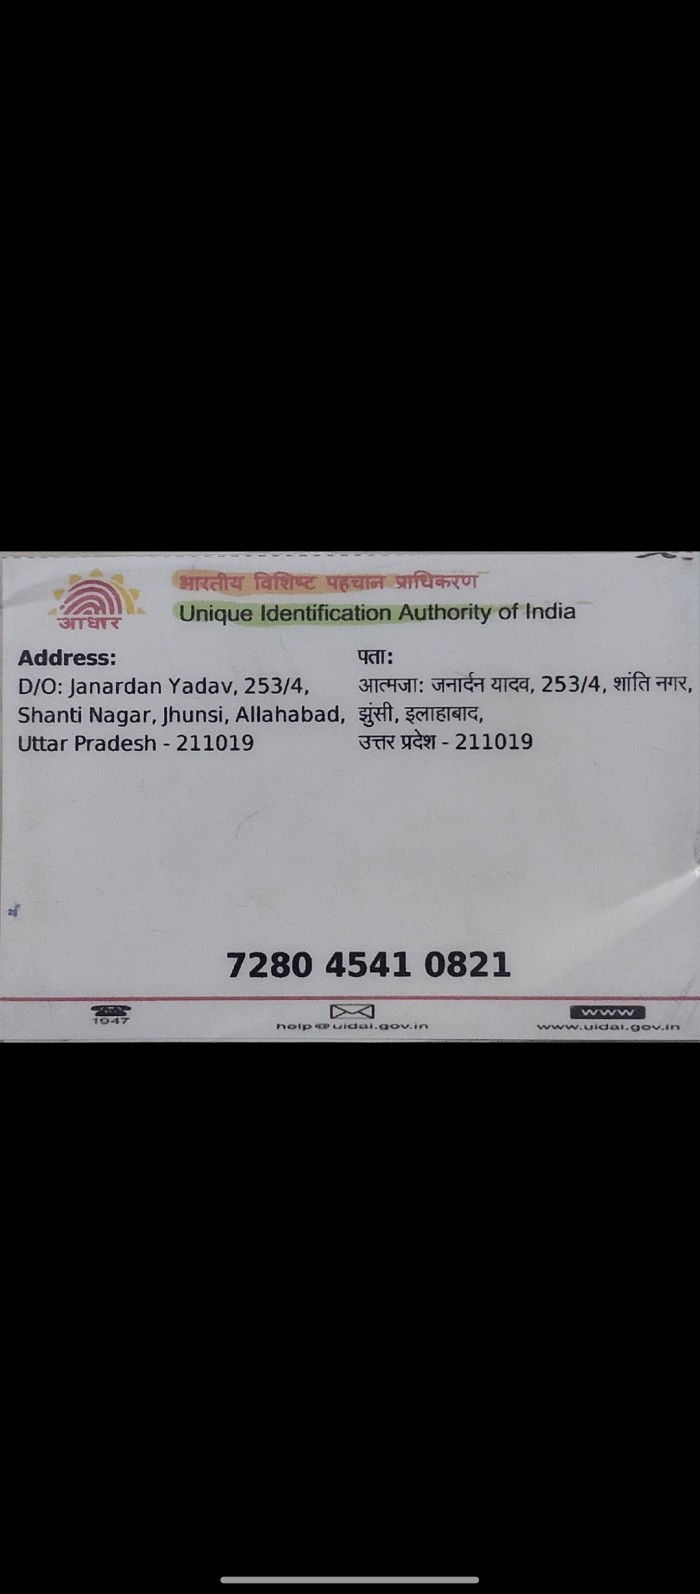 भारतीय विशिष्ट पहचान प्राधिकरण
Unique Identification Authority of India
आधार
Address:
D/O: Janardan Yadav, 253/4,
Shanti Nagar, Jhunsi, Allahabad,
Uttar Pradesh - 211019
पता:
आत्मजा: जनार्दन यादव, 253/4, शांति नगर,
झुंसी, इलाहाबाद,
उत्तर प्रदेश - 211019
7280 4541 0821
1947
help@uidai.gov.in
WWW
www.uidai.gov.in